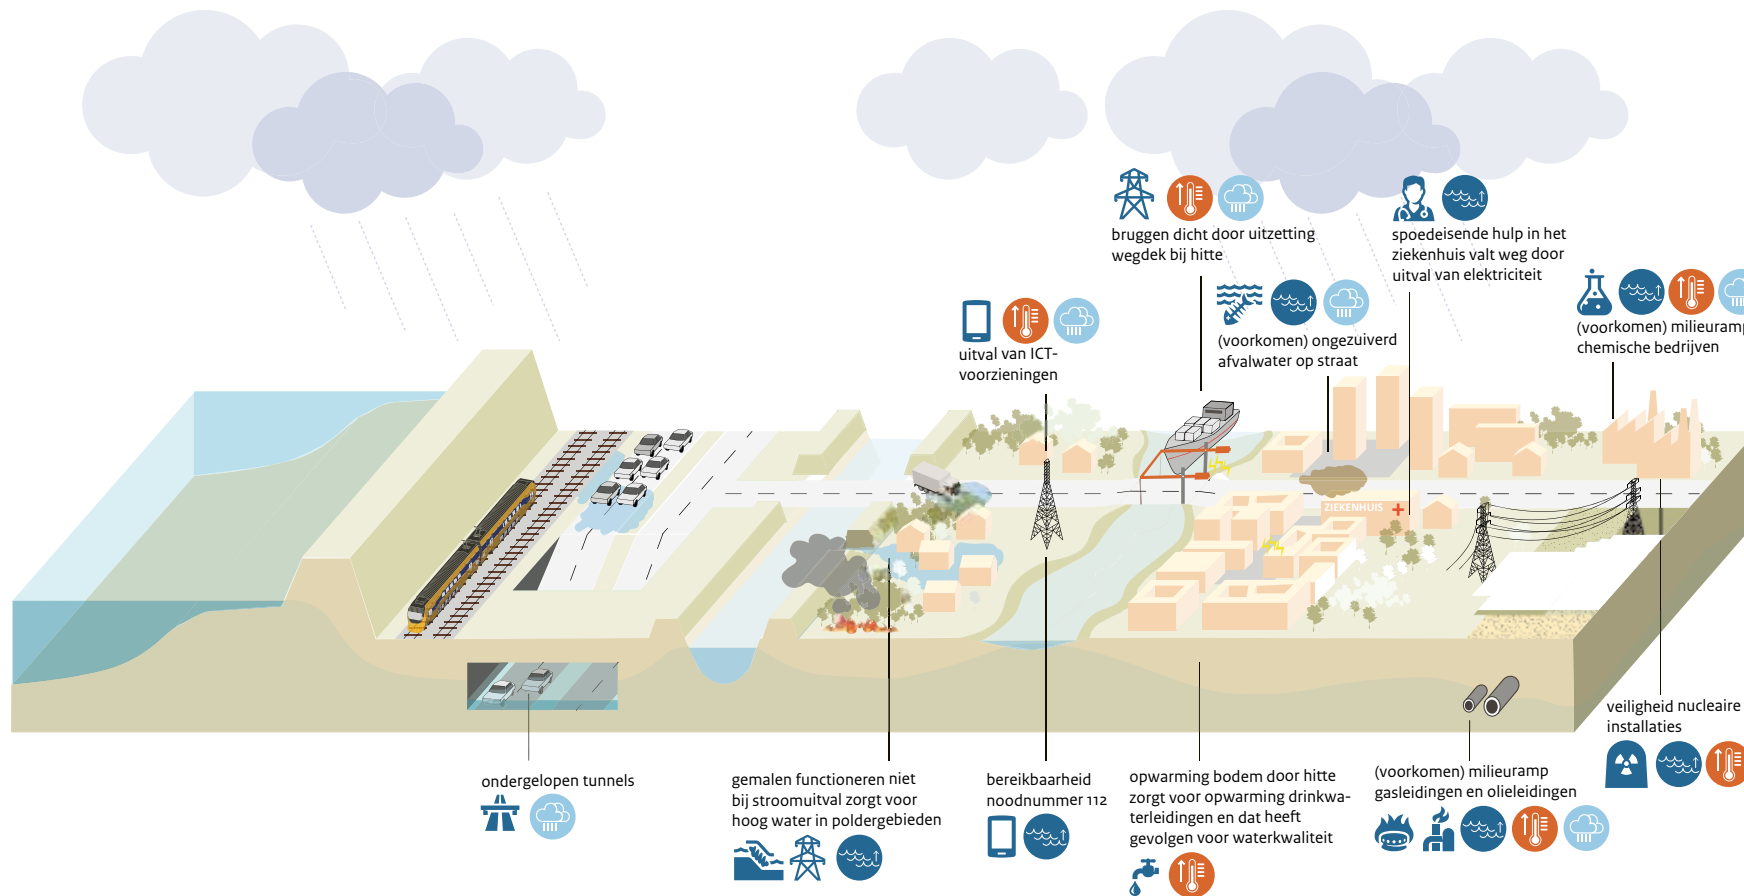 bruggen dicht door uitzetting
wegdek bij hitte
spoedeisende hulp in het
ziekenhuis valt weg door
uitval van elektriciteit
(voorkomen) milieuramp
chemische bedrijven
uitval van ICT-
voorzieningen
(voorkomen) ongezuiverd
afvalwater op straat
ZIEKENHUIS
ondergelopen tunnels
gemalen functioneren niet
bij stroomuitval zorgt voor
hoog water in poldergebieden
bereikbaarheid
noodnummer 112
opwarming bodem door hitte
zorgt voor opwarming drinkwa-
terleidingen en dat heeft
gevolgen voor waterkwaliteit
(voorkomen) milieuramp
gasleidingen en olieleidingen
veiligheid nucleaire
installaties